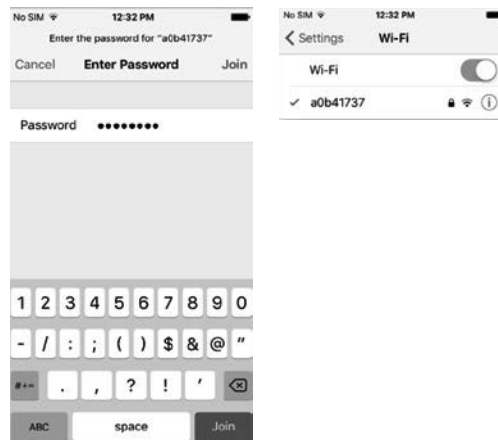 No SIM 12:32 PM
Enter the password for "a0b41737"
Cancel Enter Password Join
Password ••••••••
1 2 3 4 5 6 7 8 9 0
- / : ; ( ) $ & @ "
#+= . , ? ! '
ABC space Join
No SIM 12:32 PM
Settings Wi-Fi
Wi-Fi
✓ a0b41737